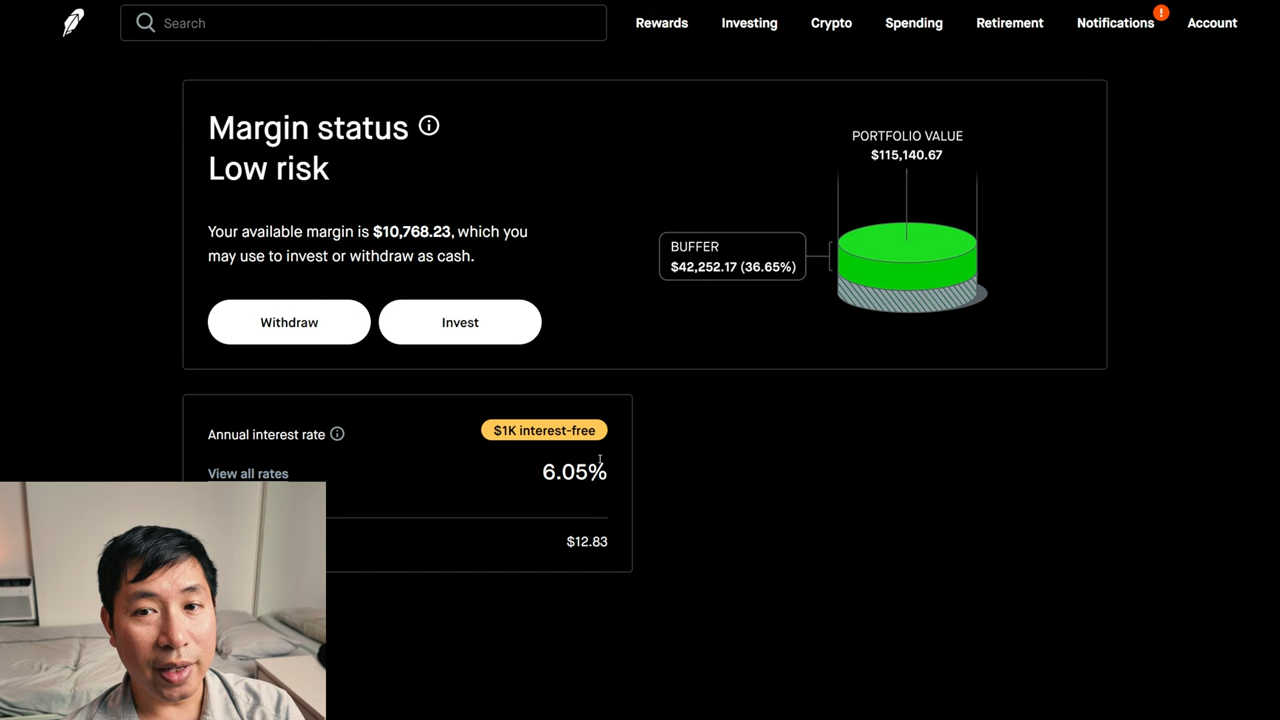 Search
Rewards
Investing
Crypto
Spending
Retirement
Notifications
!
Account
Margin status
Low risk
Your available margin is $10,768.23, which you
may use to invest or withdraw as cash.
Withdraw
Invest
PORTFOLIO VALUE
$115,140.67
BUFFER
$42,252.17 (36.65%)
Annual interest rate
$1K interest-free
View all rates
6.05%
$12.83